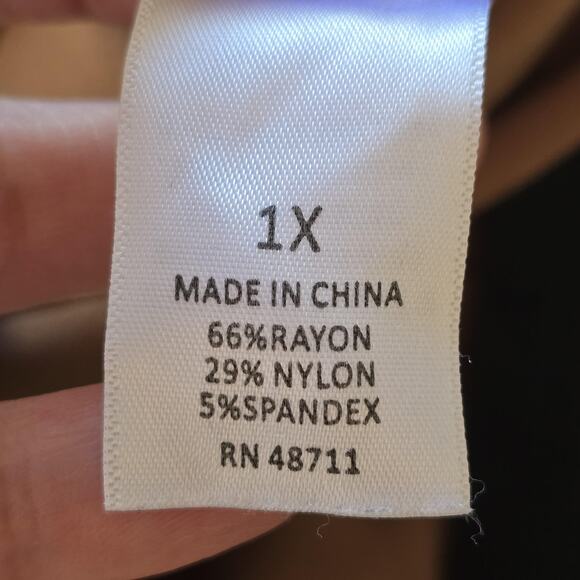 1X
MADE IN CHINA
66%RAYON
29% NYLON
5%SPANDEX
RN 48711